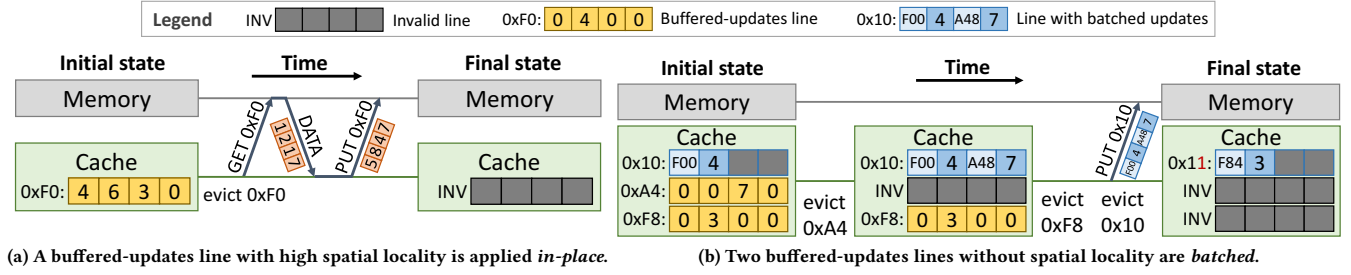 Legend
INV
Invalid line
0xF0: 0 4 0 0
Buffered-updates line
0x10: F00 4 A48 7
Line with batched updates
Initial state
Time
Final state
Memory
Memory
GET 0xF0
DATA
1 2 1 7
PUT 0xF0
5 8 4 7
Cache
0xF0: 4 6 3 0
evict 0xF0
Cache
INV
(a) A buffered-updates line with high spatial locality is applied in-place.
Initial state
Time
Final state
Memory
Memory
PUT 0x10
F00 4 A48 7
Cache
0x10: F00 4
0xA4: 0 0 7 0
0xF8: 0 3 0 0
evict
0xA4
Cache
0x10: F00 4 A48 7
INV
0xF8: 0 3 0 0
evict
0xF8
evict
0x10
Cache
0x11: F84 3
INV
INV
(b) Two buffered-updates lines without spatial locality are batched.